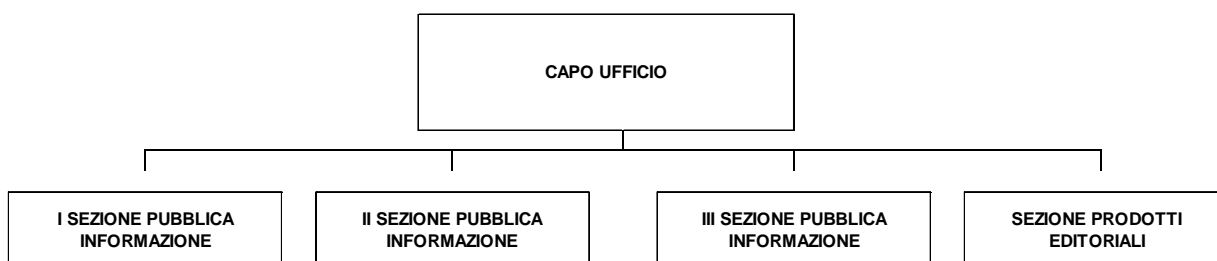 CAPO UFFICIO
I SEZIONE PUBBLICA
INFORMAZIONE
II SEZIONE PUBBLICA
INFORMAZIONE
III SEZIONE PUBBLICA
INFORMAZIONE
SEZIONE PRODOTTI
EDITORIALI